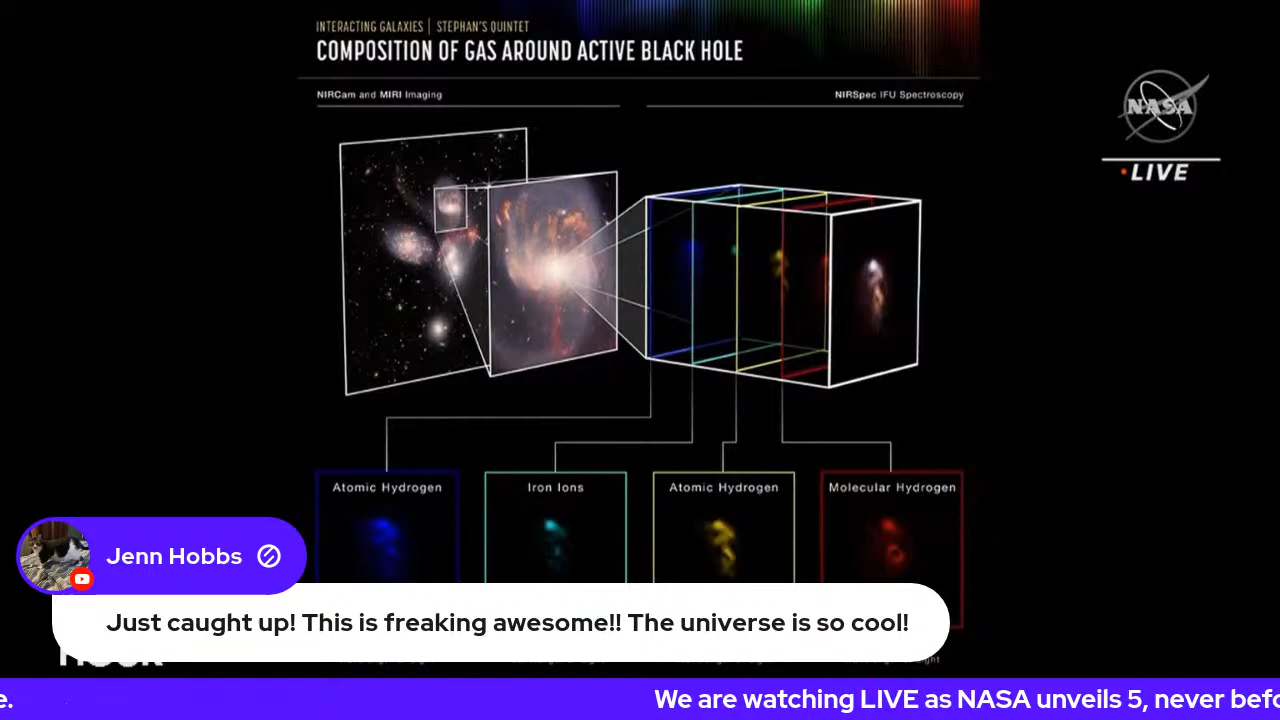 INTERACTING GALAXIES | STEPHAN'S QUINTET
COMPOSITION OF GAS AROUND ACTIVE BLACK HOLE
NIRCam and MIRI Imaging
NIRSpec IFU Spectroscopy
NASA
LIVE
Atomic Hydrogen
Iron Ions
Atomic Hydrogen
Molecular Hydrogen
Jenn Hobbs
Just caught up! This is freaking awesome!! The universe is so cool!
e. We are watching LIVE as NASA unveils 5, never befo